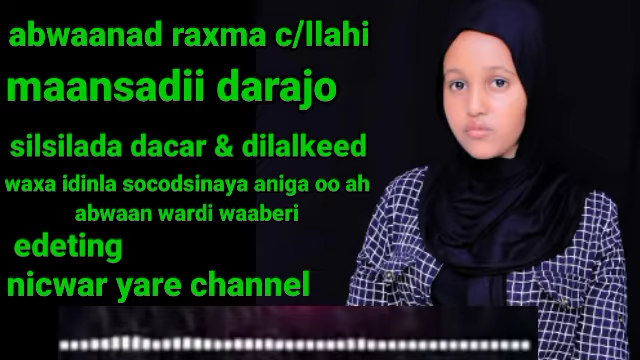 abwaanad raxma c/llahi
maansadii darajo
silsilada dacar & dilalkeed
waxa idinla socodsinaya aniga oo ah
abwaan wardi waaberi
edeting
nicwar yare channel